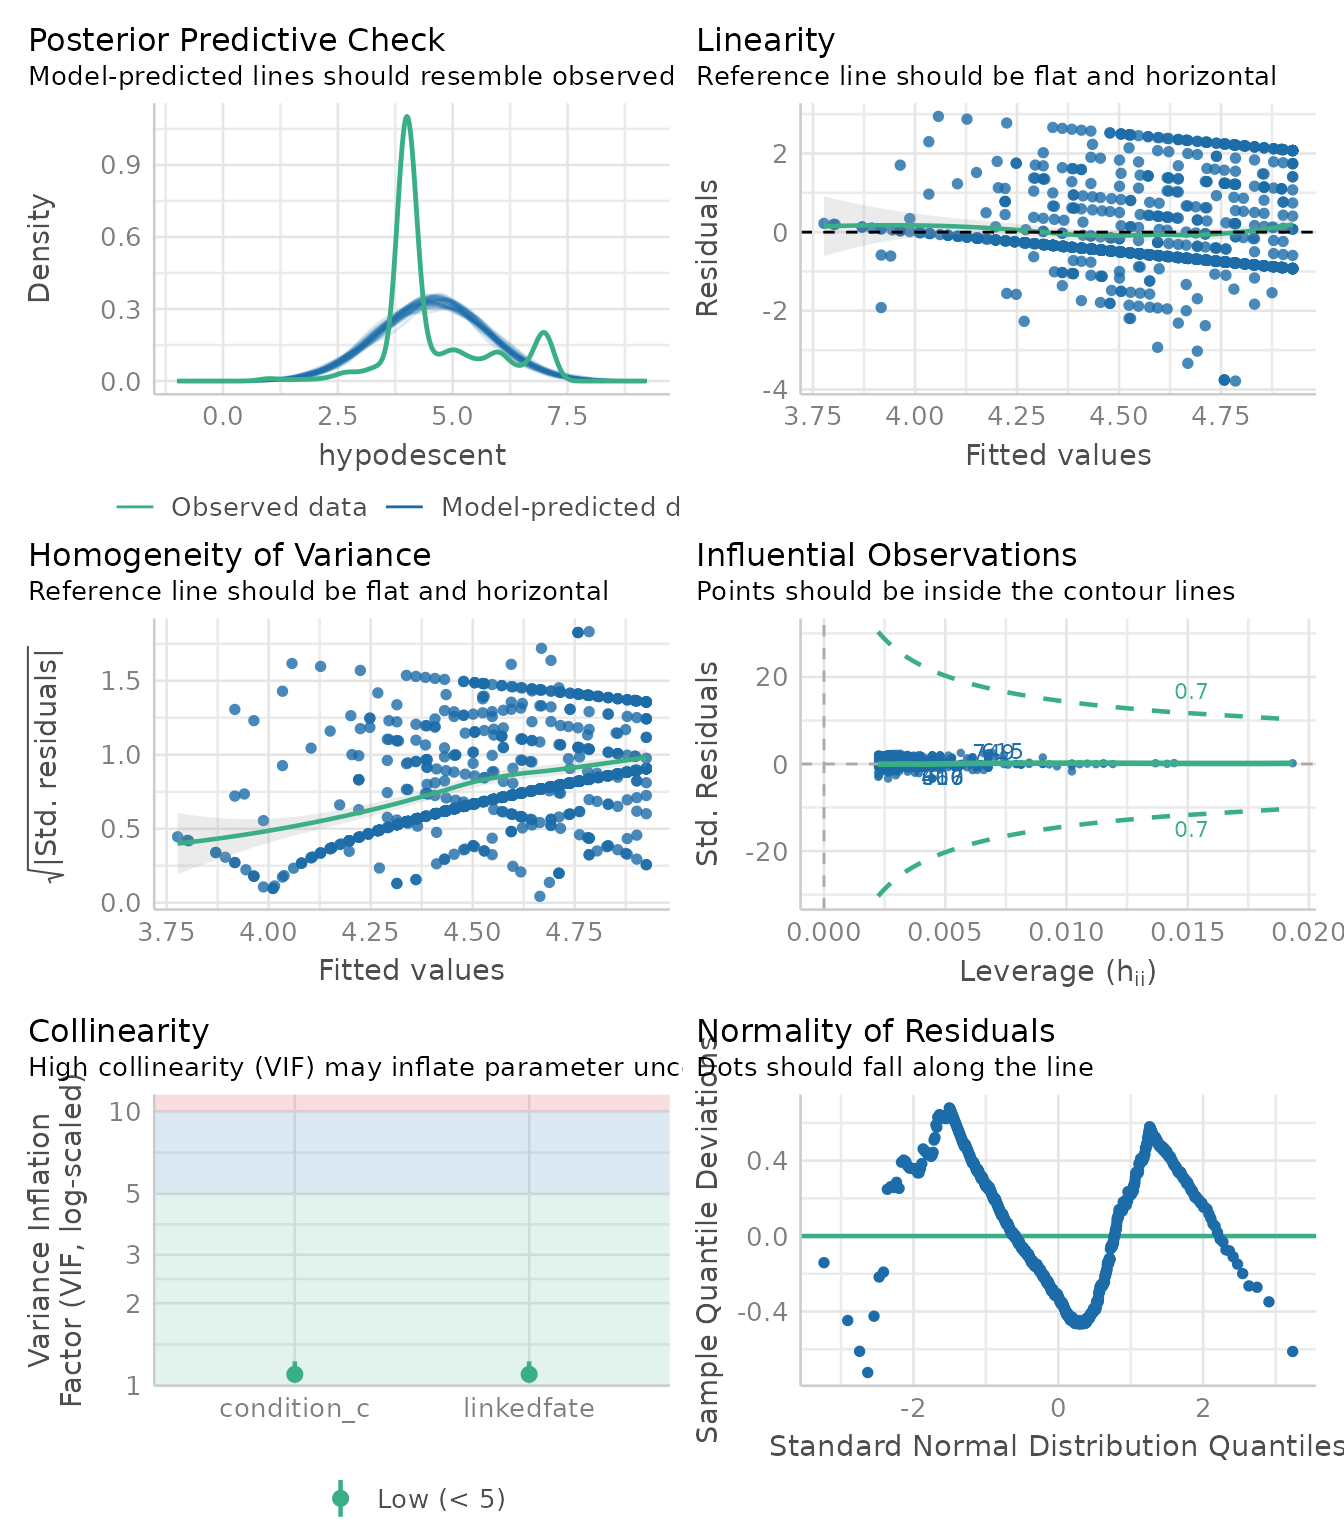 Posterior Predictive Check
Model-predicted lines should resemble observed
Density
0.9
0.6
0.3
0.0
0.0 2.5 5.0 7.5
hypodescent
Observed data Model-predicted d
Linearity
Reference line should be flat and horizontal
Residuals
2
0
-2
-4
3.75 4.00 4.25 4.50 4.75
Fitted values
Homogeneity of Variance
Reference line should be flat and horizontal
√|Std. residuals|
1.5
1.0
0.5
0.0
3.75 4.00 4.25 4.50 4.75
Fitted values
Influential Observations
Points should be inside the contour lines
Std. Residuals
20
0
-20
0.7
0.7
0.000 0.005 0.010 0.015 0.020
Leverage (hii)
Collinearity
High collinearity (VIF) may inflate parameter unc
Variance Inflation
Factor (VIF, log-scaled)
10
5
3
2
1
condition_c linkedfate
Low (< 5)
Normality of Residuals
Dots should fall along the line
Sample Quantile Deviations
0.4
0.0
-0.4
-2 0 2
Standard Normal Distribution Quantiles